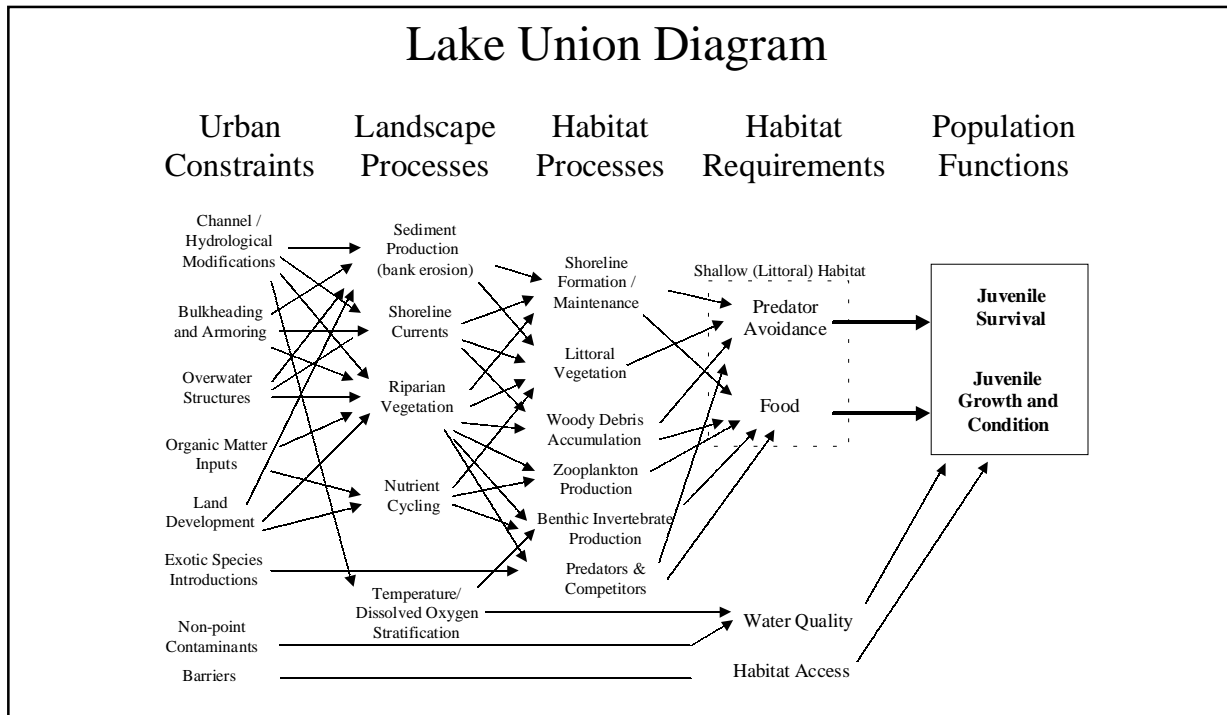 Lake Union Diagram
Urban
Constraints
Landscape
Processes
Habitat
Processes
Habitat
Requirements
Population
Functions
Channel /
Hydrological
Modifications
Bulkheading
and Armoring
Overwater
Structures
Organic Matter
Inputs
Land
Development
Exotic Species
Introductions
Non-point
Contaminants
Barriers
Sediment
Production
(bank erosion)
Shoreline
Currents
Riparian
Vegetation
Nutrient
Cycling
Temperature/
Dissolved Oxygen
Stratification
Shoreline
Formation /
Maintenance
Littoral
Vegetation
Woody Debris
Accumulation
Zooplankton
Production
Benthic Invertebrate
Production
Predators &
Competitors
Shallow (Littoral) Habitat
Predator
Avoidance
Food
Water Quality
Habitat Access
Juvenile
Survival
Juvenile
Growth and
Condition